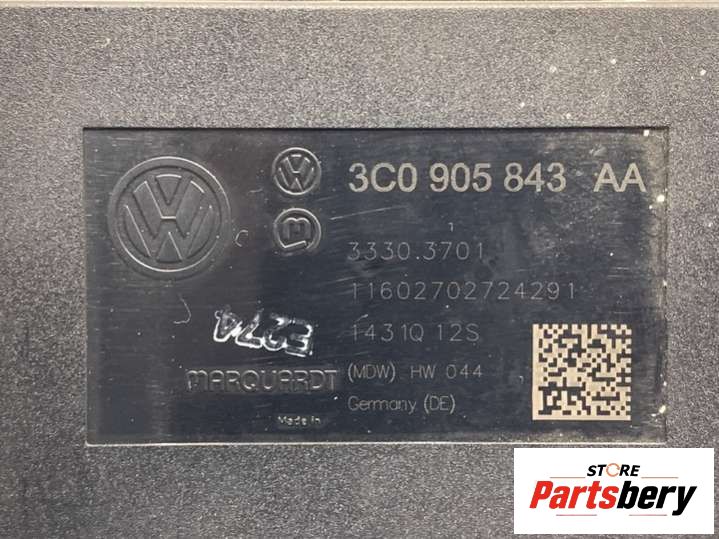 3C0 905 843 AA
3330.3701
11602702724291
1431Q 12S
MARQUARDT
(MDW) HW 044
Made in
Germany (DE)
STORE
Partsbery